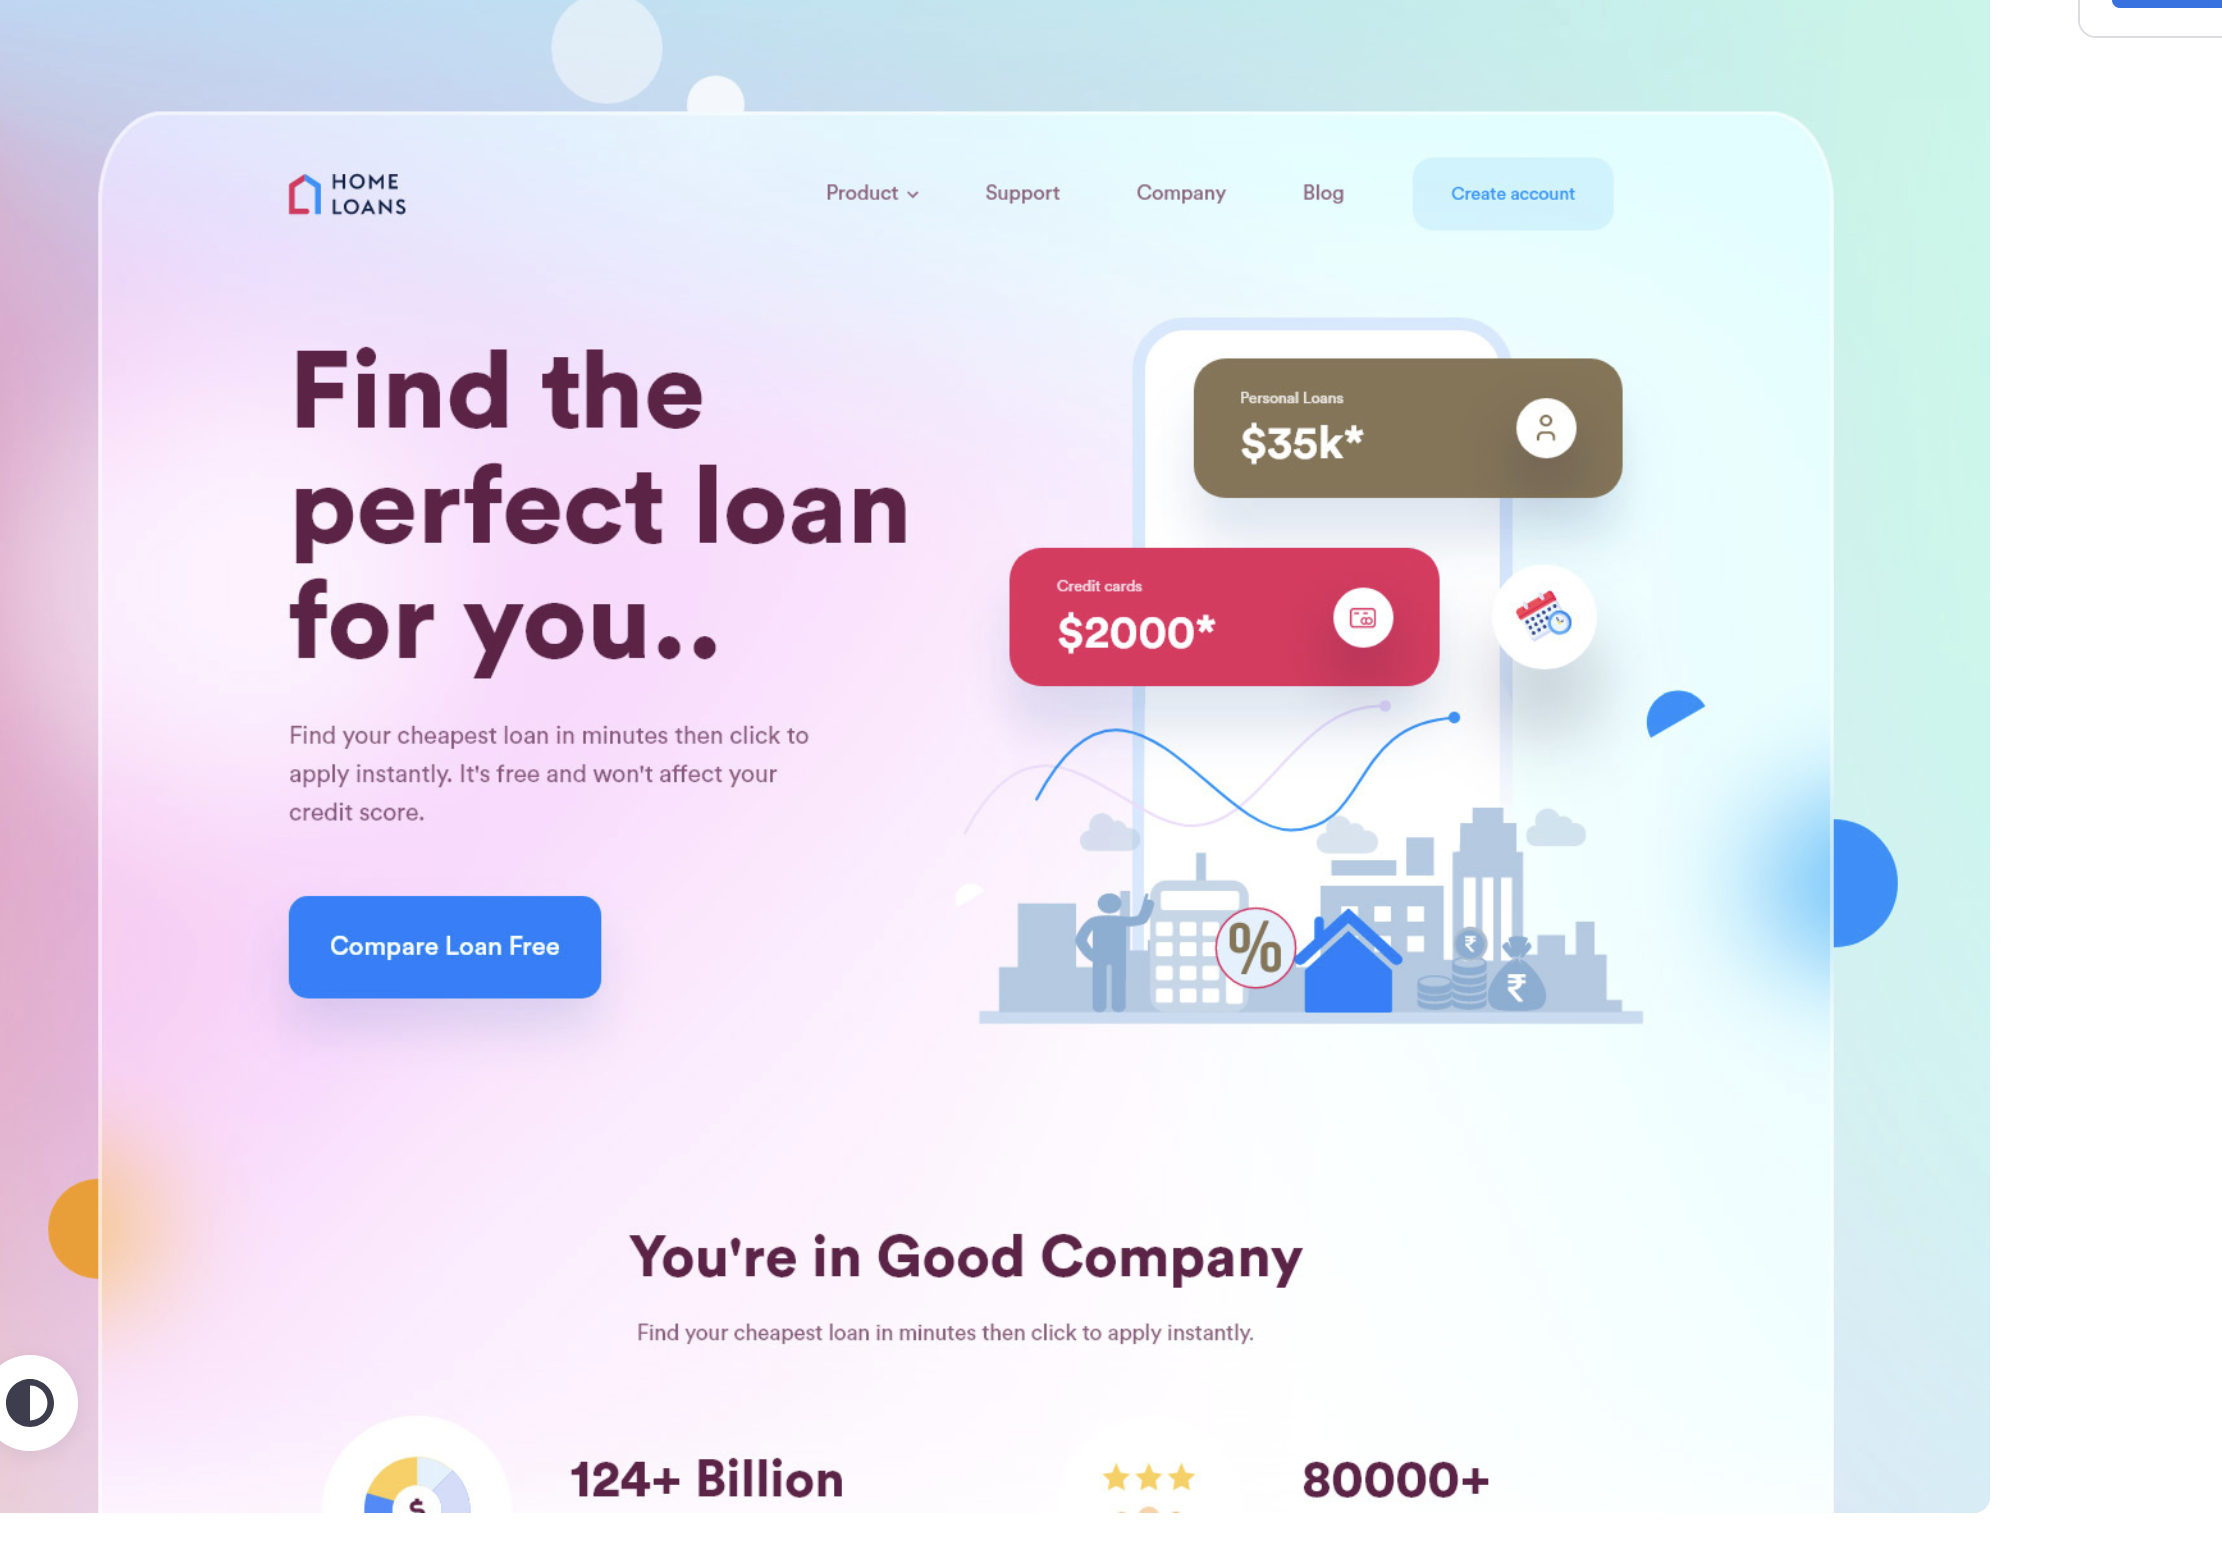 HOME
LOANS
Product
Support
Company
Blog
Create account
Find the
perfect loan
for you..
Find your cheapest loan in minutes then click to
apply instantly. It's free and won't affect your
credit score.
Compare Loan Free
Personal Loans
$35k*
Credit cards
$2000*
%
₹
₹
You're in Good Company
Find your cheapest loan in minutes then click to apply instantly.
$
124+ Billion
80000+